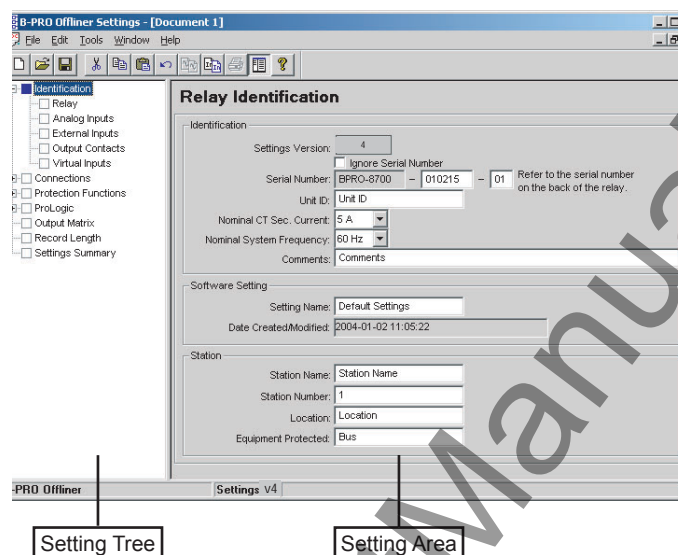 B-PRO Offliner Settings - [Document 1]
File Edit Tools Window Help
Identification
Relay
Analog Inputs
External Inputs
Output Contacts
Virtual Inputs
Connections
Protection Functions
ProLogic
Output Matrix
Record Length
Settings Summary
Relay Identification
Identification
Settings Version: 4
Ignore Serial Number
Serial Number: BPRO-8700 - 010215 - 01 Refer to the serial number
on the back of the relay.
Unit ID: Unit ID
Nominal CT Sec. Current: 5 A
Nominal System Frequency: 60 Hz
Comments: Comments
Software Setting
Setting Name: Default Settings
Date Created/Modified: 2004-01-02 11:05:22
Station
Station Name: Station Name
Station Number: 1
Location: Location
Equipment Protected: Bus
-PRO Offliner Settings v4
Setting Tree Setting Area
Manua